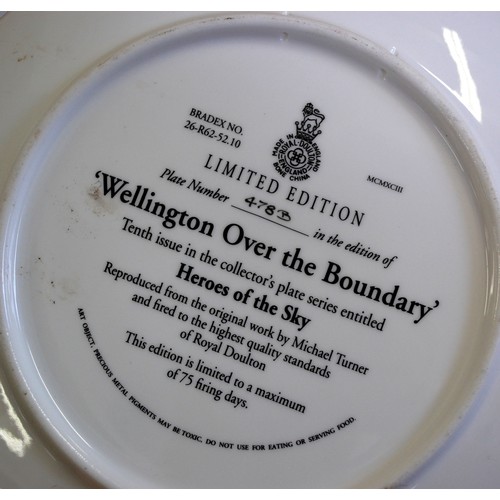 BRADEX NO.
26-R62-52.10
MADE IN ENGLAND
ROYAL DOULTON
BONE CHINA
MCMXCIII
LIMITED EDITION
Plate Number 478B in the edition of
'Wellington Over the Boundary'
Tenth issue in the collector's plate series entitled
Heroes of the Sky
Reproduced from the original work by Michael Turner
and fired to the highest quality standards
of Royal Doulton
This edition is limited to a maximum
of 75 firing days.
ART OBJECT, PRECIOUS METAL PIGMENTS MAY BE TOXIC, DO NOT USE FOR EATING OR SERVING FOOD.